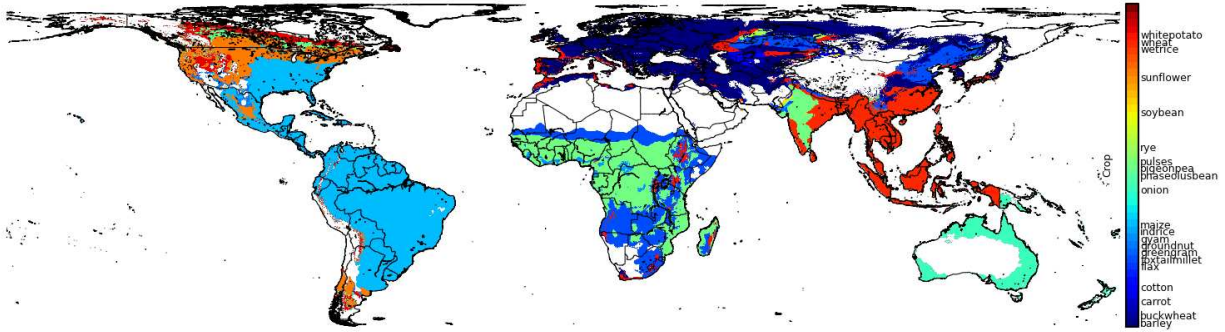 whitepotato
wheat
wetrice
sunflower
soybean
rye
pulses
pigeonpea
phaseolusbean
onion
maize
indrice
gyam
groundnut
greengram
foxtailmillet
flax
cotton
carrot
buckwheat
barley
Crop